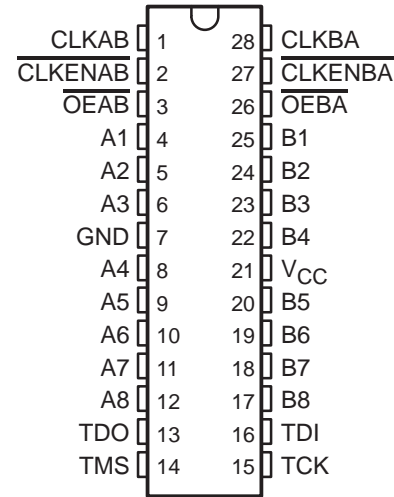 CLKAB 1 28 CLKBA
CLKENAB 2 27 CLKENBA
OEAB 3 26 OEBA
A1 4 25 B1
A2 5 24 B2
A3 6 23 B3
GND 7 22 B4
A4 8 21 VCC
A5 9 20 B5
A6 10 19 B6
A7 11 18 B7
A8 12 17 B8
TDO 13 16 TDI
TMS 14 15 TCK